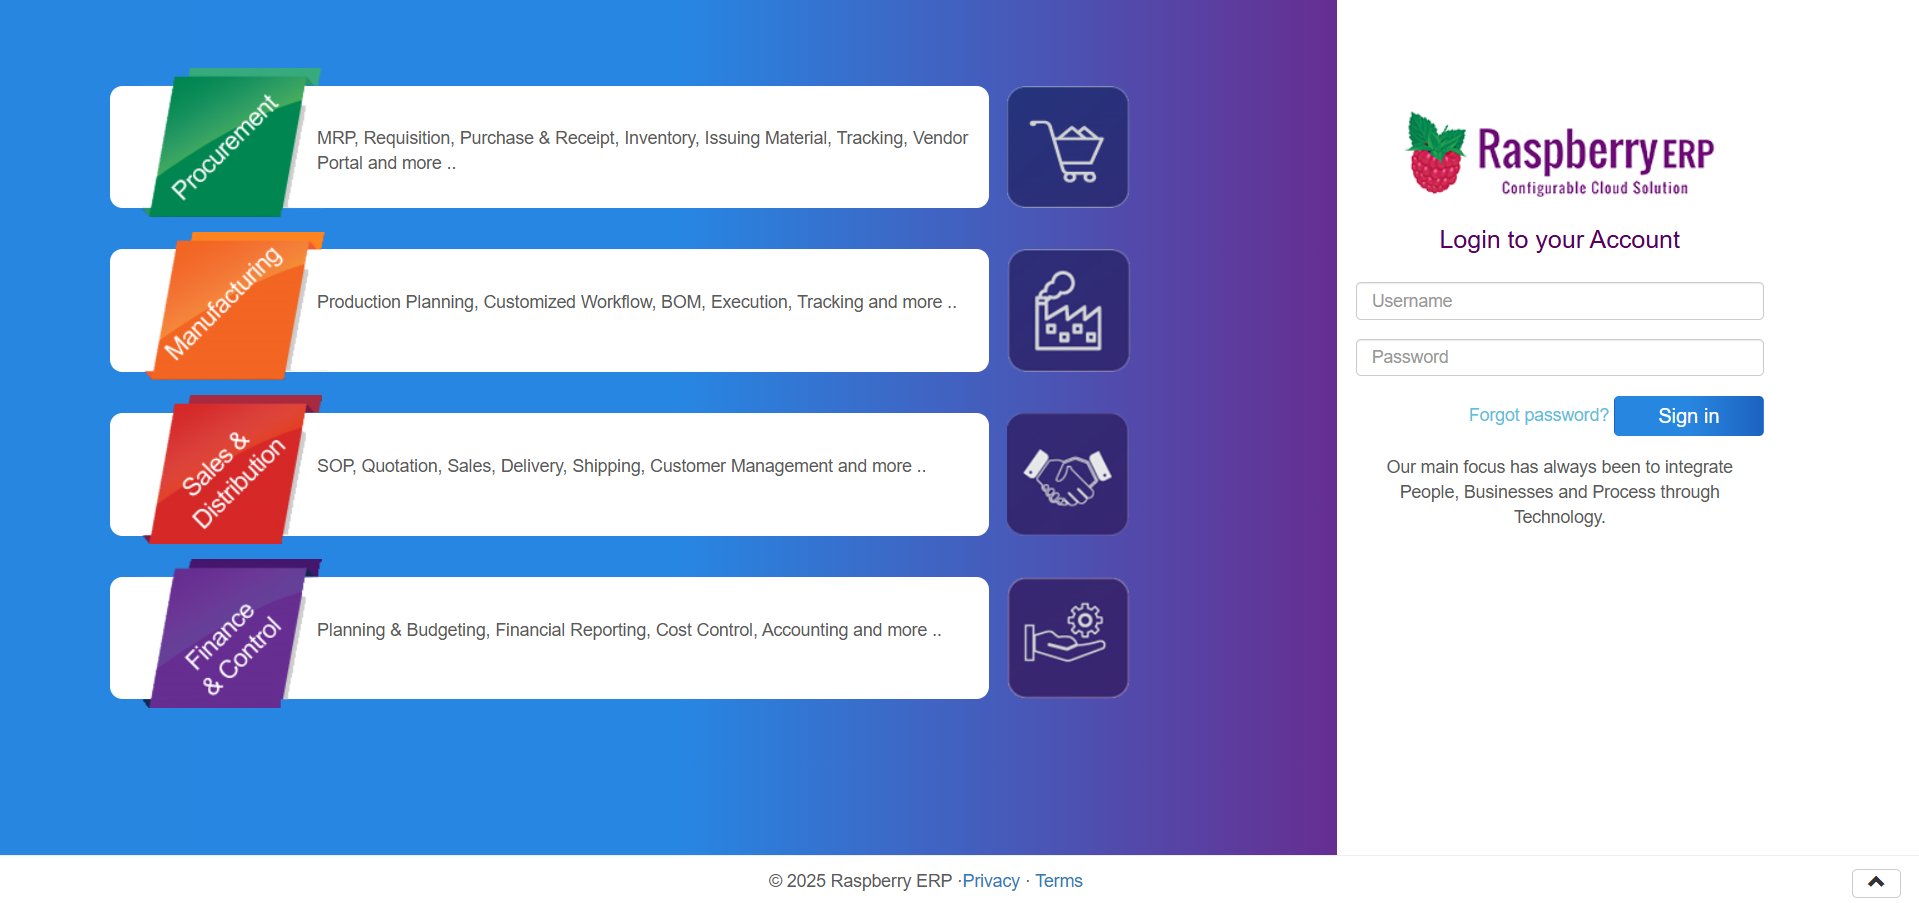 Procurement
MRP, Requisition, Purchase & Receipt, Inventory, Issuing Material, Tracking, Vendor
Portal and more ..
Manufacturing
Production Planning, Customized Workflow, BOM, Execution, Tracking and more ..
Sales &
Distribution
SOP, Quotation, Sales, Delivery, Shipping, Customer Management and more ..
Finance
& Control
Planning & Budgeting, Financial Reporting, Cost Control, Accounting and more ..
Raspberry ERP
Configurable Cloud Solution
Login to your Account
Username
Password
Forgot password? Sign in
Our main focus has always been to integrate
People, Businesses and Process through
Technology.
© 2025 Raspberry ERP ·Privacy · Terms